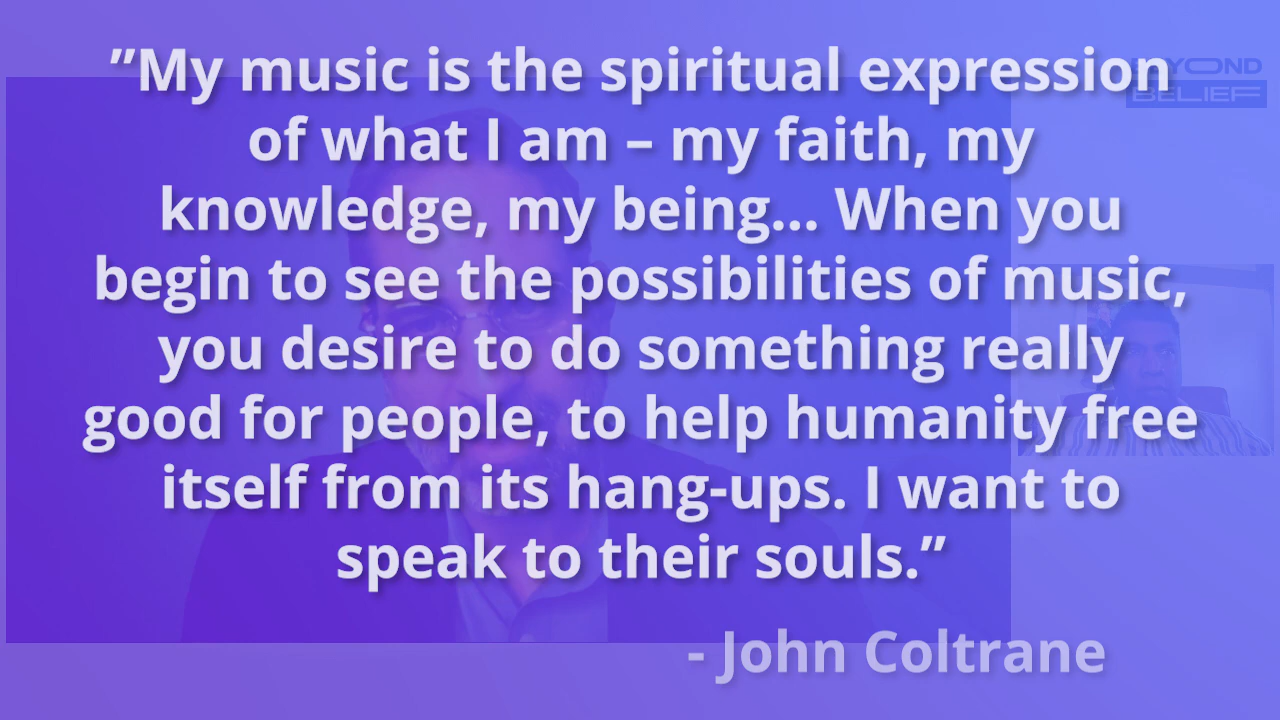 ”My music is the spiritual expression
of what I am – my faith, my
knowledge, my being... When you
begin to see the possibilities of music,
you desire to do something really
good for people, to help humanity free
itself from its hang-ups. I want to
speak to their souls.”
- John Coltrane
BEYOND
BELIEF